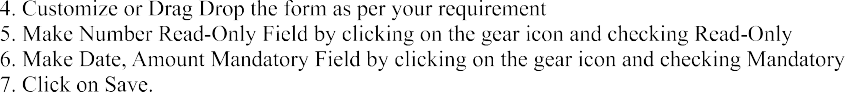 4. Customize or Drag Drop the form as per your requirement
5. Make Number Read-Only Field by clicking on the gear icon and checking Read-Only
6. Make Date, Amount Mandatory Field by clicking on the gear icon and checking Mandatory
7. Click on Save.